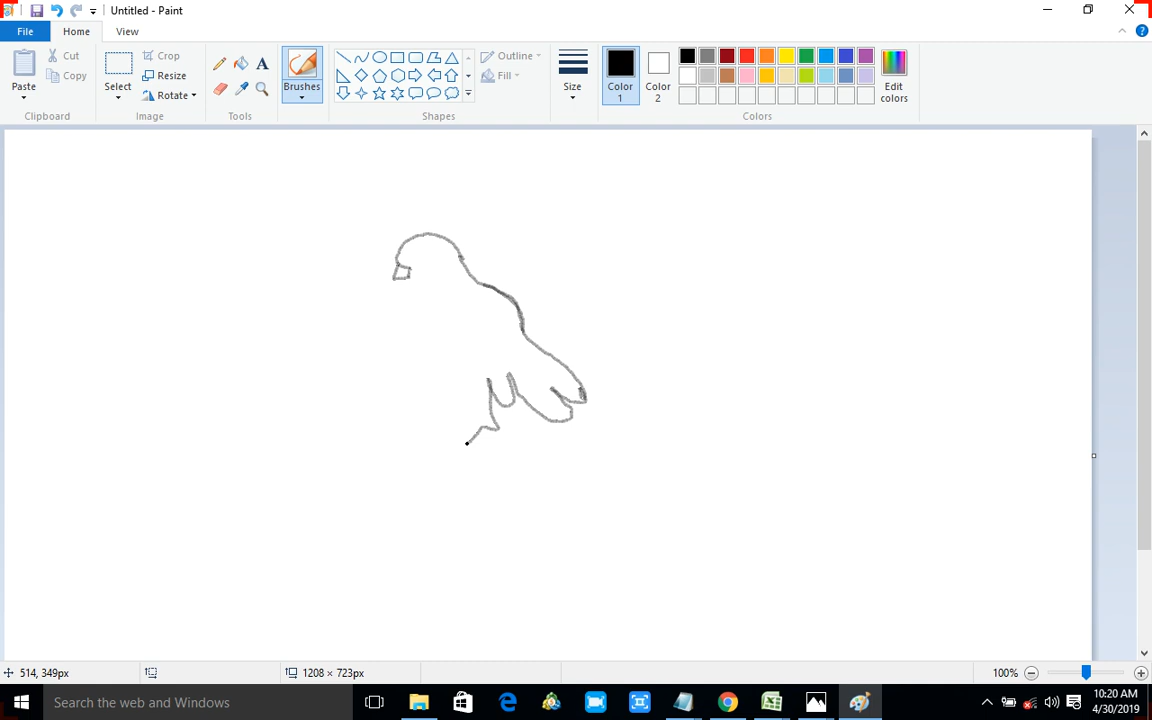 Untitled - Paint
File Home View
Paste
Cut
Copy
Clipboard
Select
Crop
Resize
Rotate
Image
Tools
Brushes
Outline
Fill
Shapes
Size
Color 1
Color 2
Edit colors
Colors
514, 349px
1208 × 723px
100%
Search the web and Windows
10:20 AM
4/30/2019